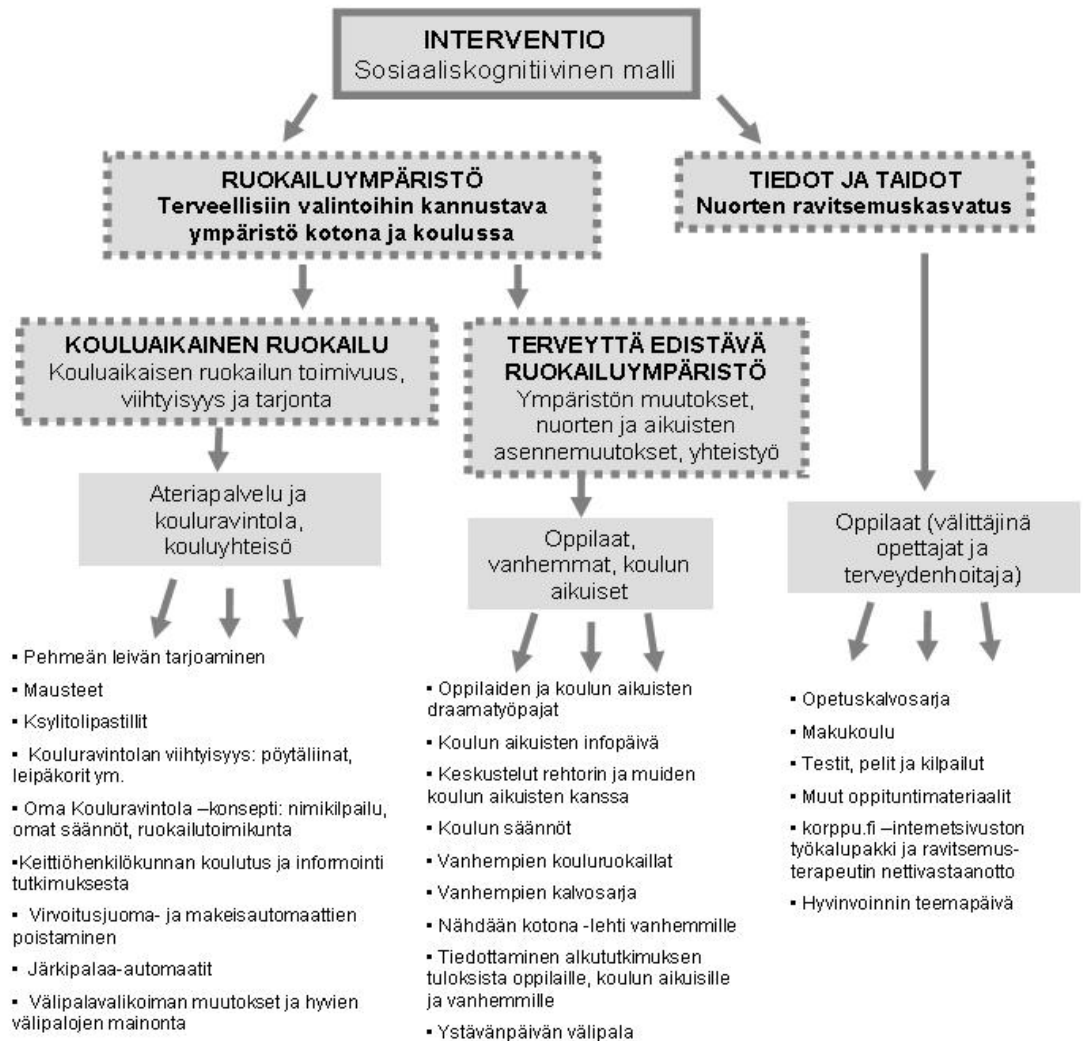 INTERVENTIO
Sosiaaliskognitiivinen malli
RUOKAILUYMPÄRISTÖ
Terveellisiin valintoihin kannustava
ympäristö kotona ja koulussa
TIEDOT JA TAIDOT
Nuorten ravitsemuskasvatus
KOULUAIKAINEN RUOKAILU
Kouluaikaisen ruokailun toimivuus,
viihtyisyys ja tarjonta
TERVEYTTÄ EDISTÄVÄ
RUOKAILUYMPÄRISTÖ
Ympäristön muutokset,
nuorten ja aikuisten
asennemuutokset, yhteistyö
Ateriapalvelu ja
kouluravintola,
kouluyhteisö
Oppilaat,
vanhemmat, koulun
aikuiset
Oppilaat (välittäjinä
opettajat ja
terveydenhoitaja)
▪ Pehmeän leivän tarjoaminen
▪ Mausteet
▪ Ksylitolipastillit
▪ Kouluravintolan viihtyisyys: pöytäliinat,
leipäkorit ym.
▪ Oma Kouluravintola –konsepti: nimikilpailu,
omat säännöt, ruokailutoimikunta
▪Keittiöhenkilökunnan koulutus ja informointi
tutkimuksesta
▪ Virvoitusjuoma- ja makeisautomaattien
poistaminen
▪ Järkipalaa-automaatit
▪ Välipalavalikoiman muutokset ja hyvien
välipalojen mainonta
▪ Oppilaiden ja koulun aikuisten
draamatyöpajat
▪ Koulun aikuisten infopäivä
▪ Keskustelut rehtorin ja muiden
koulun aikuisten kanssa
▪ Koulun säännöt
▪ Vanhempien kouluruokaillat
▪ Vanhempien kalvosarja
▪ Nähdään kotona -lehti vanhemmille
▪ Tiedottaminen alkututkimuksen
tuloksista oppilaille, koulun aikuisille
ja vanhemmille
▪ Ystävänpäivän välipala
▪ Opetuskalvosarja
▪ Makukoulu
▪ Testit, pelit ja kilpailut
▪ Muut oppituntimateriaalit
▪ korppu.fi –internetsivuston
työkalupakki ja ravitsemus-
terapeutin nettivastaanotto
▪ Hyvinvoinnin teemapäivä